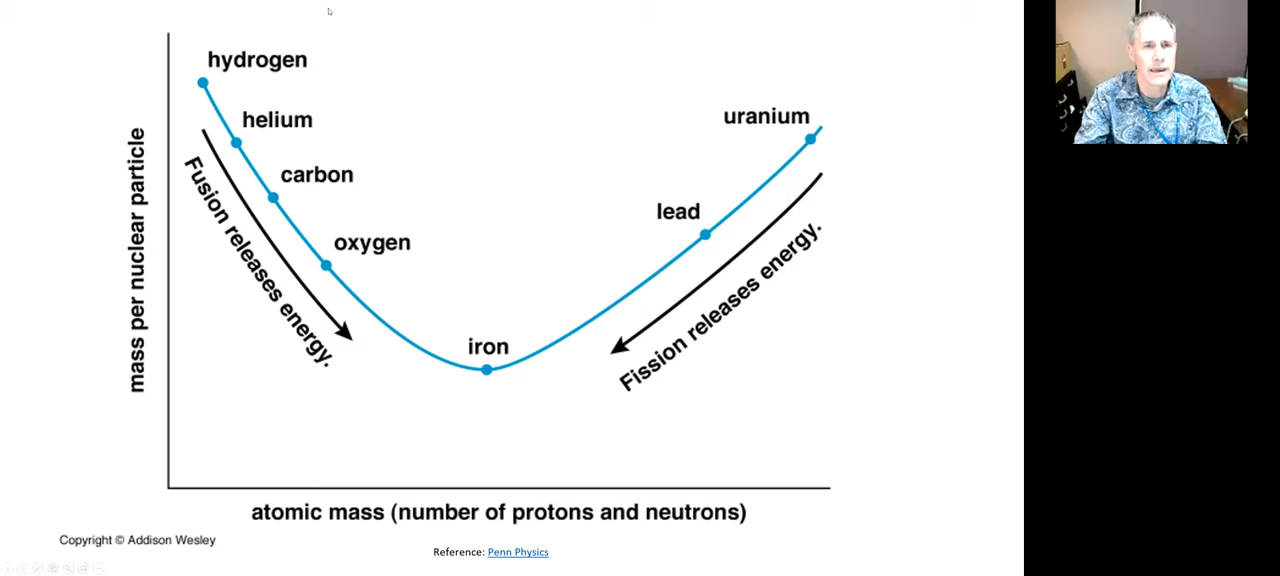 hydrogen
helium
carbon
oxygen
iron
lead
uranium
Fusion releases energy.
Fission releases energy.
mass per nuclear particle
atomic mass (number of protons and neutrons)
Copyright © Addison Wesley
Reference: Penn Physics